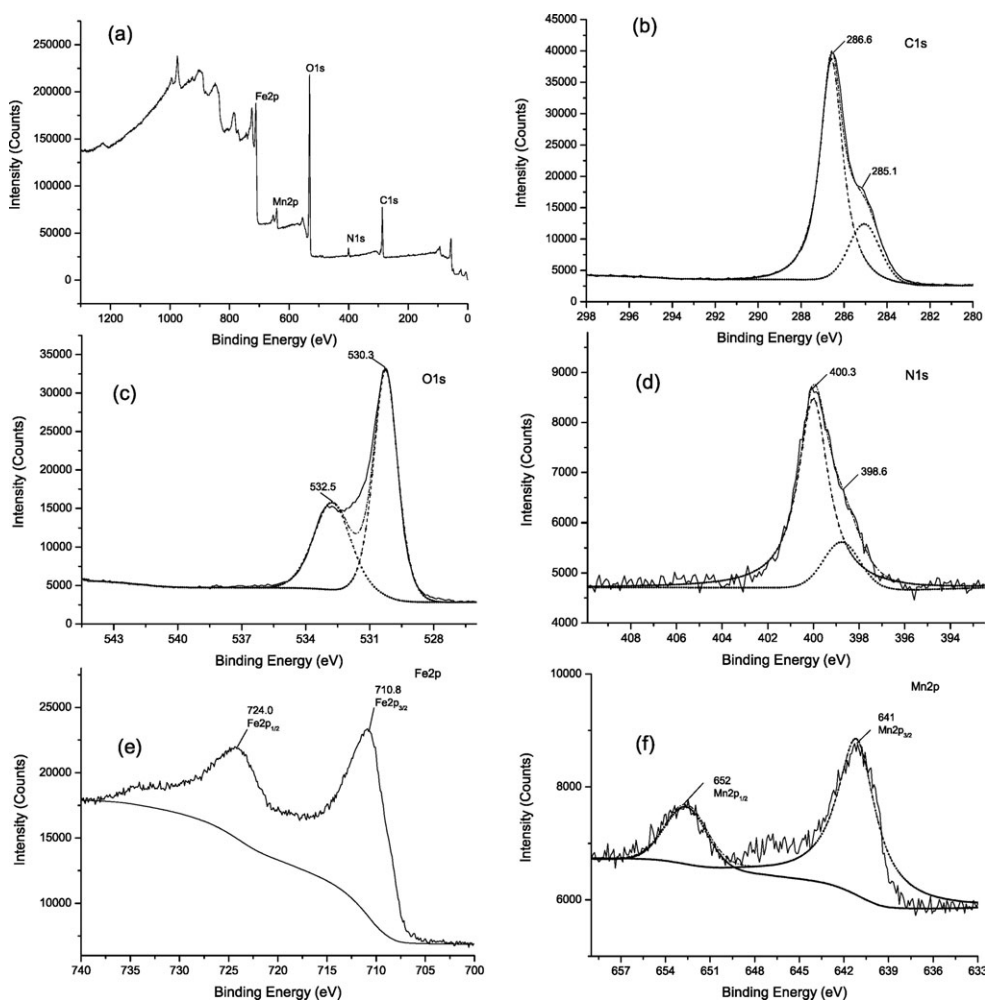 (a)
Intensity (Counts)
250000
200000
150000
100000
50000
0
O1s
Fe2p
Mn2p
C1s
N1s
1200 1000 800 600 400 200 0
Binding Energy (eV)
(b)
C1s
Intensity (Counts)
45000
40000
35000
30000
25000
20000
15000
10000
5000
0
286.6
285.1
298 296 294 292 290 288 286 284 282 280
Binding Energy (eV)
(c)
O1s
Intensity (Counts)
35000
30000
25000
20000
15000
10000
5000
0
530.3
532.5
543 540 537 534 531 528
Binding Energy (eV)
(d)
N1s
Intensity (Counts)
9000
8000
7000
6000
5000
4000
400.3
398.6
408 406 404 402 400 398 396 394
Binding Energy (eV)
(e)
Fe2p
Intensity (Counts)
25000
20000
15000
10000
710.8
Fe2p3/2
724.0
Fe2p1/2
740 735 730 725 720 715 710 705 700
Binding Energy (eV)
(f)
Mn2p
Intensity (Counts)
10000
8000
6000
641
Mn2p3/2
652
Mn2p1/2
657 654 651 648 645 642 639 636 633
Binding Energy (eV)